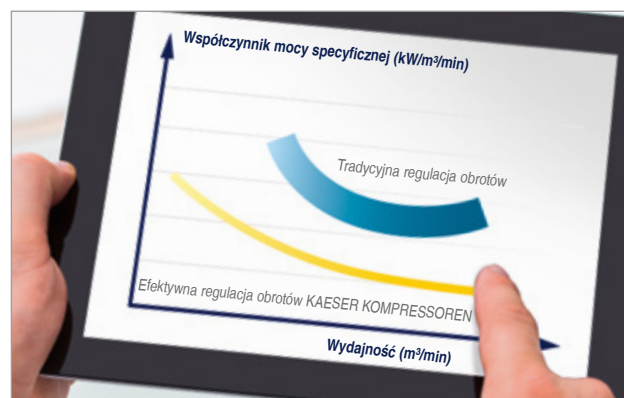 Współczynnik mocy specyficznej (kW/m³/min)
Tradycyjna regulacja obrotów
Efektywna regulacja obrotów KAESER KOMPRESSOREN
Wydajność (m³/min)